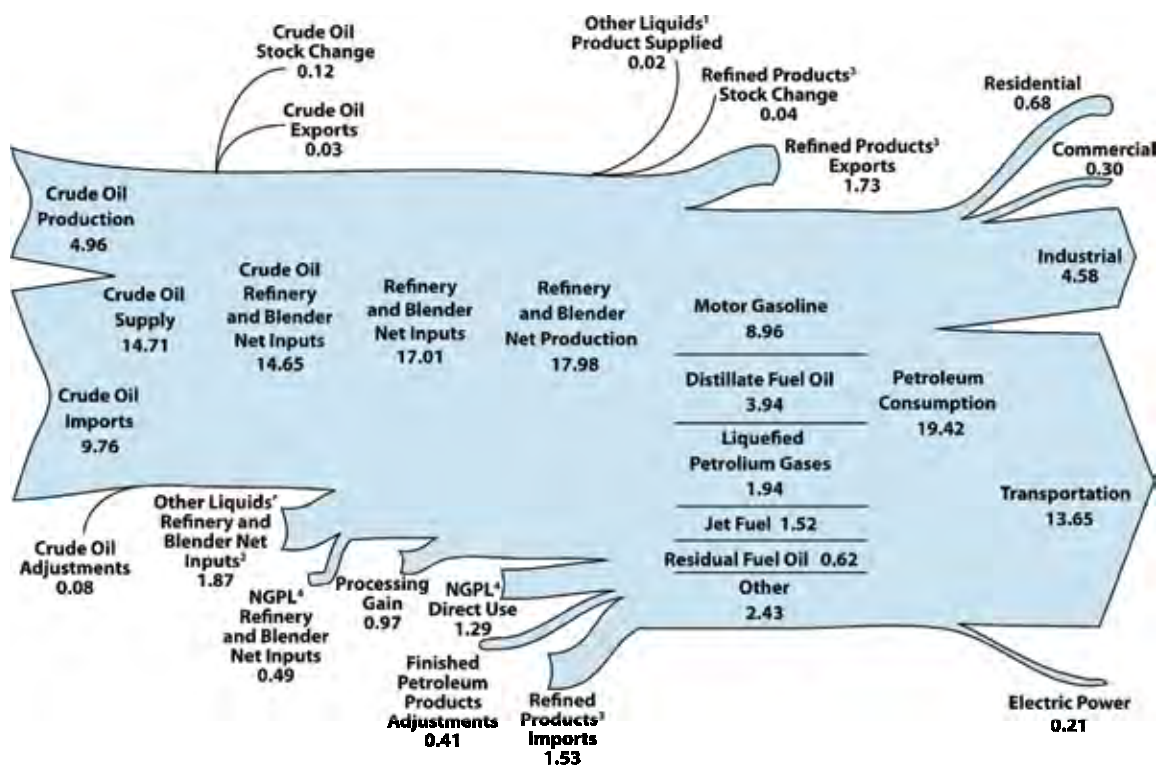 Crude Oil
Stock Change
0.12
Crude Oil
Exports
0.03
Other Liquids¹
Product Supplied
0.02
Refined Products³
Stock Change
0.04
Refined Products³
Exports
1.73
Residential
0.68
Commercial
0.30
Crude Oil
Production
4.96
Crude Oil
Supply
14.71
Crude Oil
Refinery
and Blender
Net Inputs
14.65
Refinery
and Blender
Net Inputs
17.01
Refinery
and Blender
Net Production
17.98
Industrial
4.58
Motor Gasoline
8.96
Distillate Fuel Oil
3.94
Liquefied
Petrolium Gases
1.94
Jet Fuel 1.52
Residual Fuel Oil 0.62
Other
2.43
Petroleum
Consumption
19.42
Transportation
13.65
Crude Oil
Imports
9.76
Crude Oil
Adjustments
0.08
Other Liquids'
Refinery and
Blender Net
Inputs²
1.87
NGPL⁴
Refinery
and Blender
Net Inputs
0.49
Processing
Gain
0.97
NGPL⁴
Direct Use
1.29
Finished
Petroleum
Products
Adjustments
0.41
Refined
Products³
Imports
1.53
Electric Power
0.21